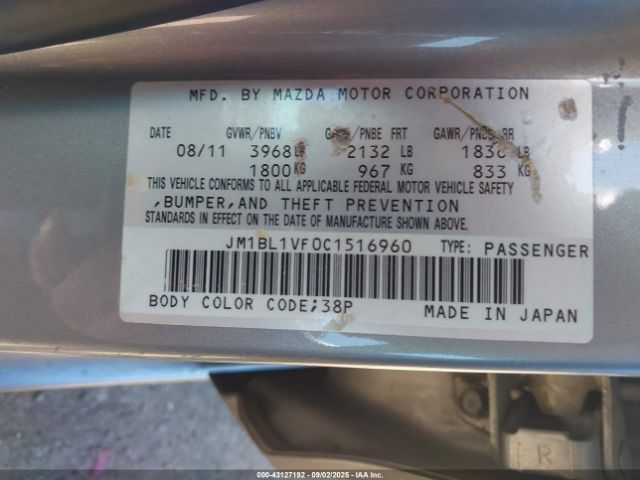 MFD. BY MAZDA MOTOR CORPORATION
DATE GVWR/PNBV GAWR/PNBE FRT GAWR/PNBE RR
08/11 3968LB 2132 LB 1836 LB
1800KG 967 KG 833 KG
THIS VEHICLE CONFORMS TO ALL APPLICABLE FEDERAL MOTOR VEHICLE SAFETY
,BUMPER,AND THEFT PREVENTION
STANDARDS IN EFFECT ON THE DATE OF MANUFACTURE SHOWN ABOVE.
JM1BL1VF0C1516960 TYPE: PASSENGER
BODY COLOR CODE;38P MADE IN JAPAN
R
000-43127192 - 09/02/2025 - IAA Inc.